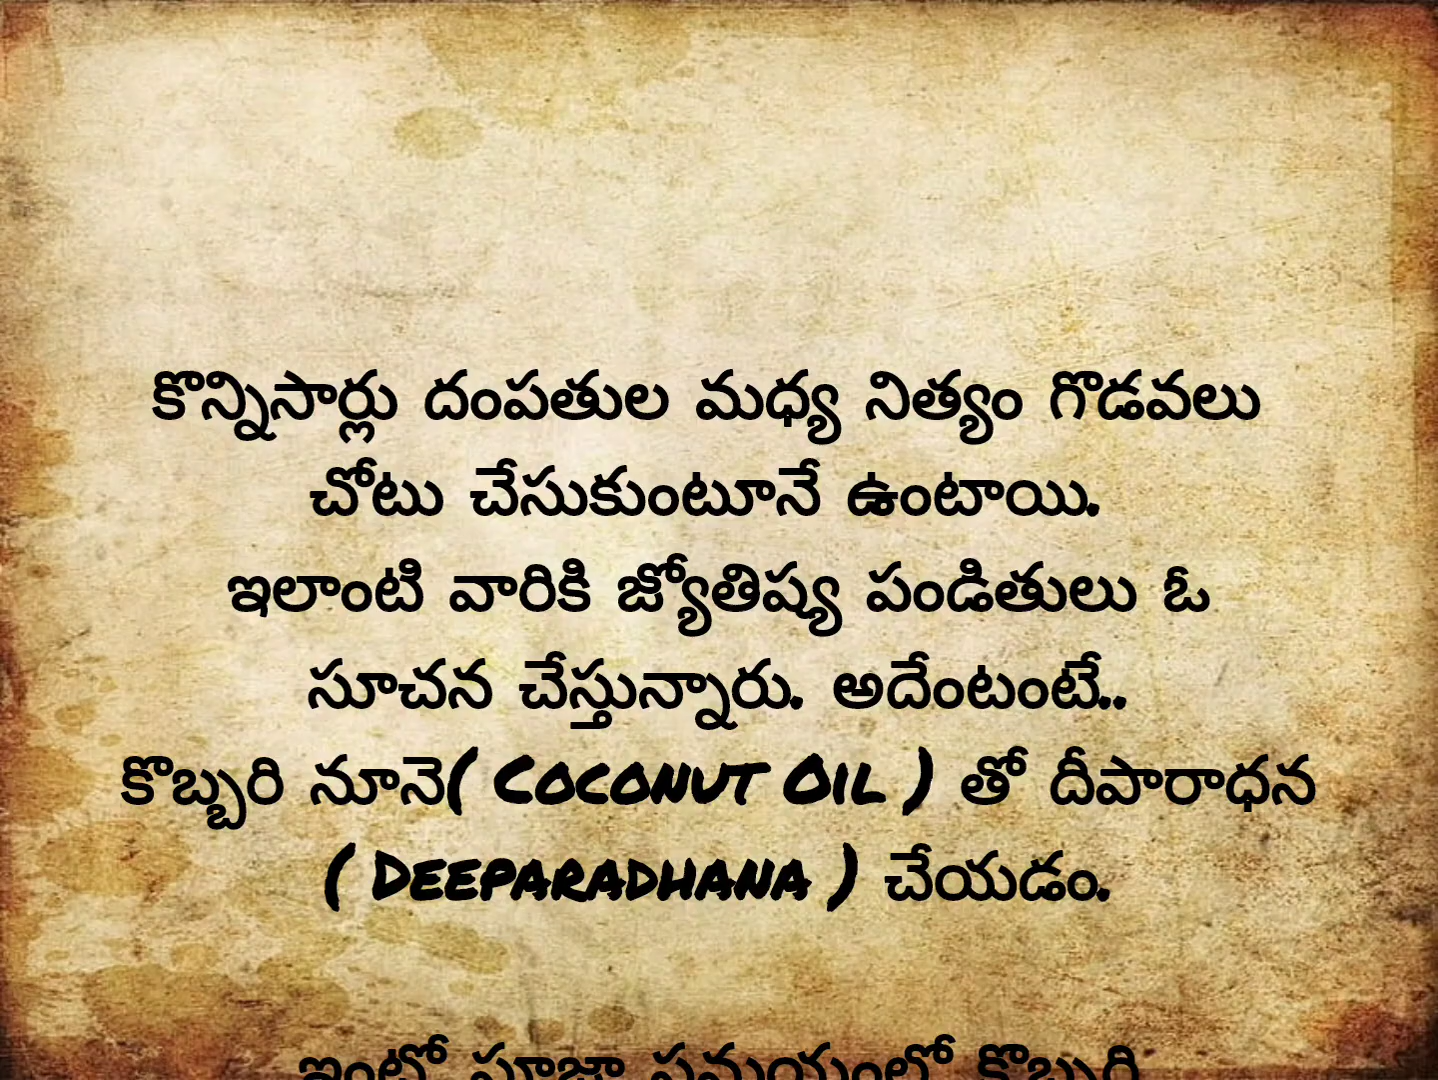 కొన్నిసార్లు దంపతుల మధ్య నిత్యం గొడవలు
చోటు చేసుకుంటూనే ఉంటాయి.
ఇలాంటి వారికి జ్యోతిష్య పండితులు ఓ
సూచన చేస్తున్నారు. అదేంటంటే..
కొబ్బరి నూనె( Coconut Oil ) తో దీపారాధన
( Deeparadhana ) చేయడం.
ఇంట్లో పూజా సమయంలో కొబ్బరి